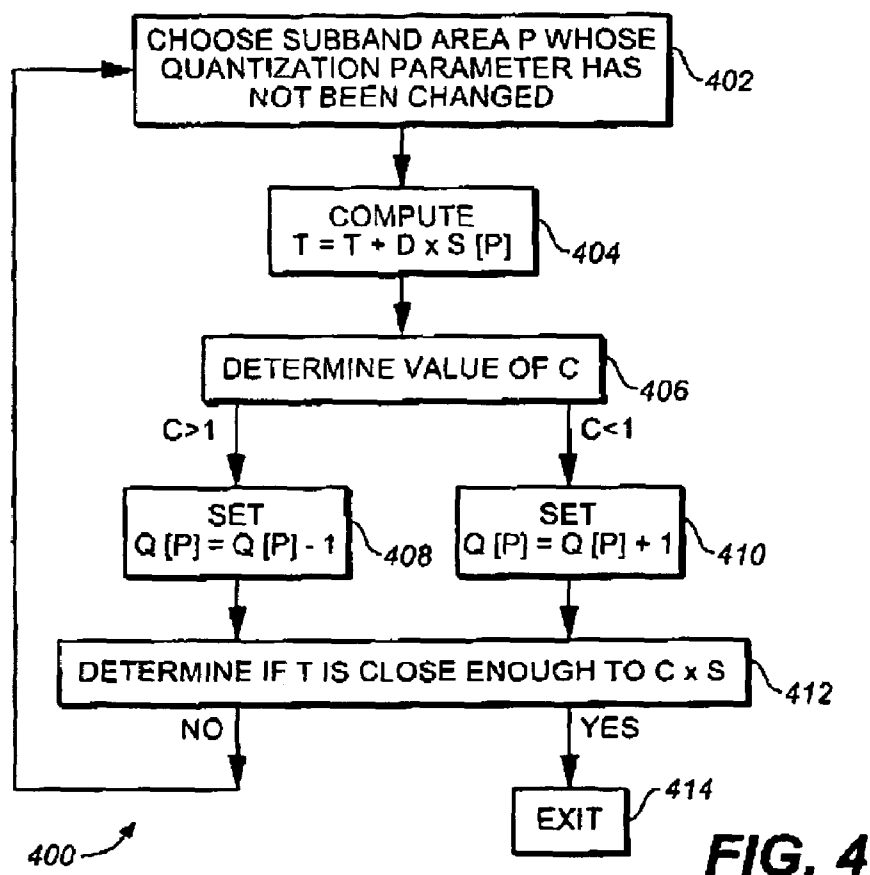 CHOOSE SUBBAND AREA P WHOSE
QUANTIZATION PARAMETER HAS
NOT BEEN CHANGED
402
COMPUTE
T = T + D x S [P]
404
DETERMINE VALUE OF C
406
C>1
C<1
SET
Q [P] = Q [P] - 1
408
SET
Q [P] = Q [P] + 1
410
DETERMINE IF T IS CLOSE ENOUGH TO C x S
412
NO
YES
EXIT
414
400
FIG. 4